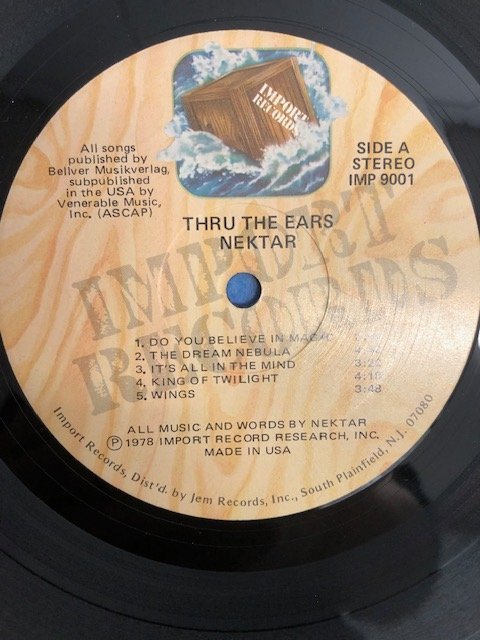 IMPORT
RECORDS
All songs
published by
Bellver Musikverlag,
subpublished
in the USA by
Venerable Music,
Inc. (ASCAP)
SIDE A
STEREO
IMP 9001
THRU THE EARS
NEKTAR
IMPORT
RECORDS
1. DO YOU BELIEVE IN MAGIC
2. THE DREAM NEBULA
3. IT'S ALL IN THE MIND
4. KING OF TWILIGHT 4:10
5. WINGS 3:48
ALL MUSIC AND WORDS BY NEKTAR
Ⓟ 1978 IMPORT RECORD RESEARCH, INC.
MADE IN USA
Import Records, Dist'd. by Jem Records, Inc., South Plainfield, N.J. 07080